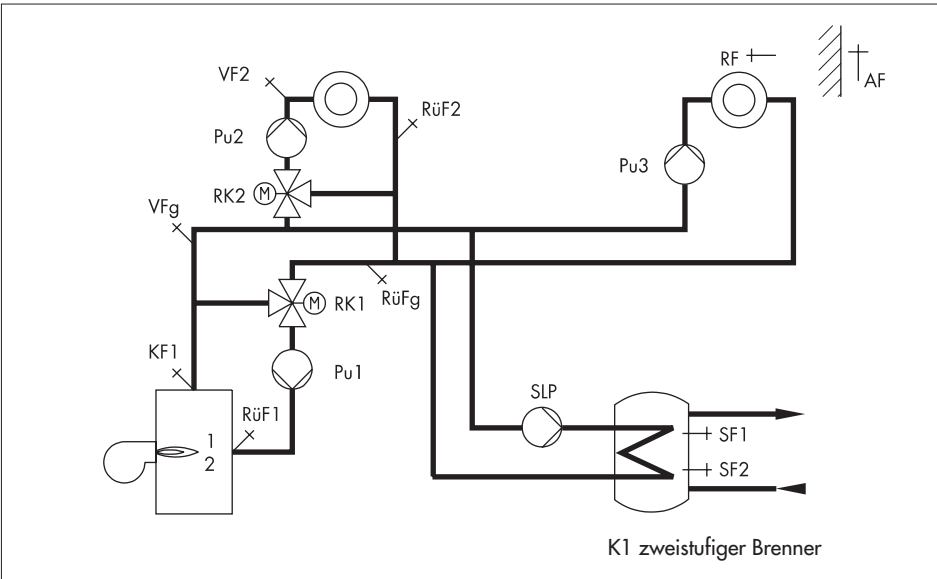 RF
AF
VF2
RüF2
Pu2
Pu3
RK2
M
VFg
RüFg
M
RK1
KF1
Pu1
RüF1
SLP
1
2
SF1
SF2
K1 zweistufiger Brenner